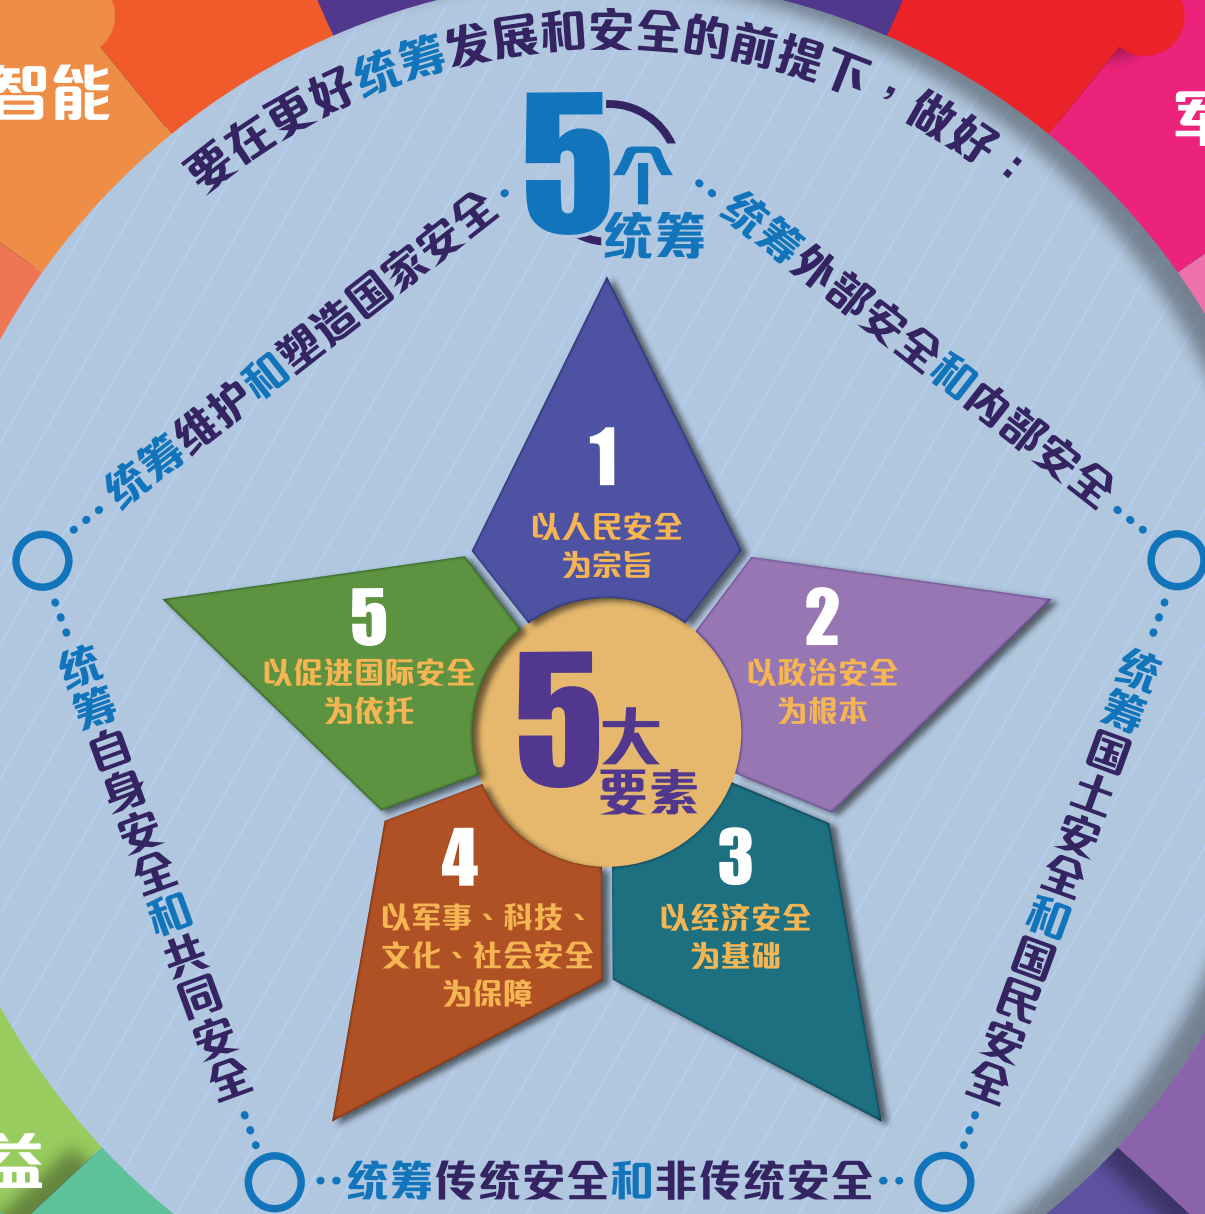 要在更好统筹发展和安全的前提下，做好：
5个
统筹
统筹外部安全和内部安全
统筹国土安全和国民安全
统筹传统安全和非传统安全
统筹自身安全和共同安全
统筹维护和塑造国家安全
5大
要素
1
以人民安全
为宗旨
2
以政治安全
为根本
3
以经济安全
为基础
4
以军事、科技、
文化、社会安全
为保障
5
以促进国际安全
为依托
智能
军
益